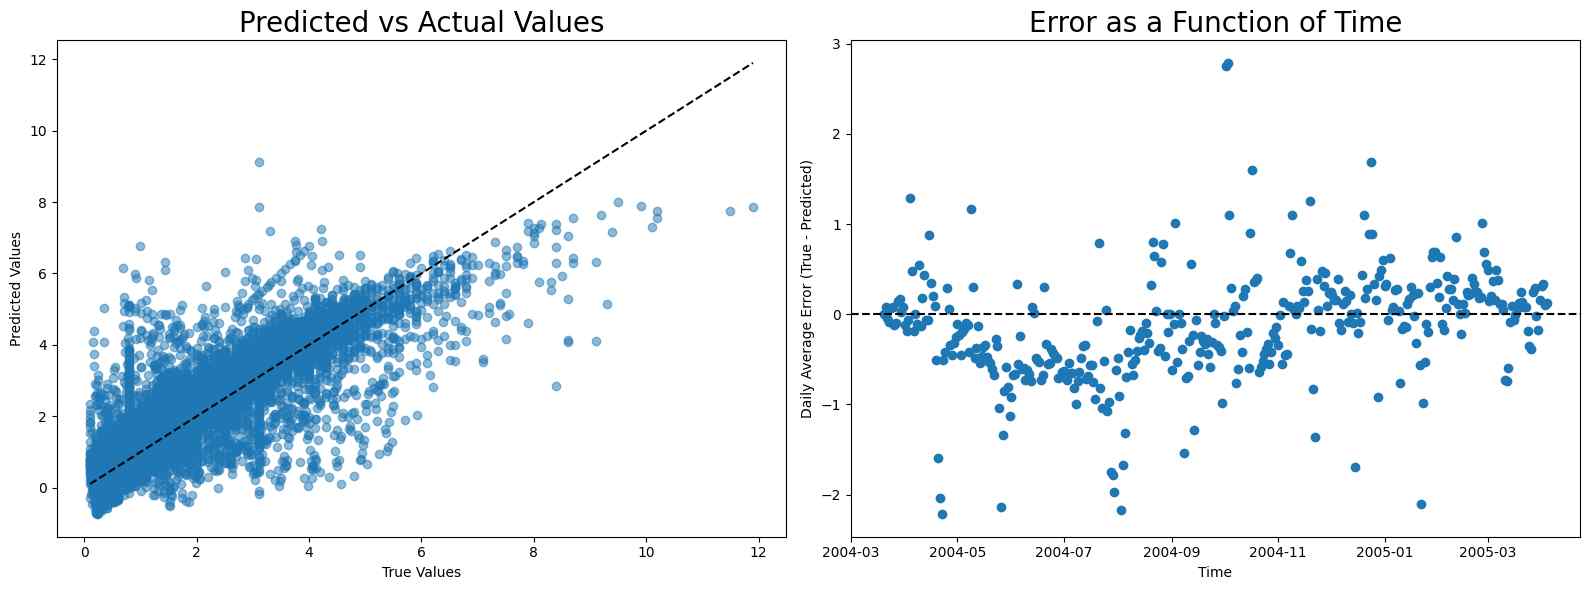 Predicted vs Actual Values
Predicted Values
12
10
8
6
4
2
0
0 2 4 6 8 10 12
True Values
Error as a Function of Time
Daily Average Error (True - Predicted)
3
2
1
0
−1
−2
2004-03 2004-05 2004-07 2004-09 2004-11 2005-01 2005-03
Time